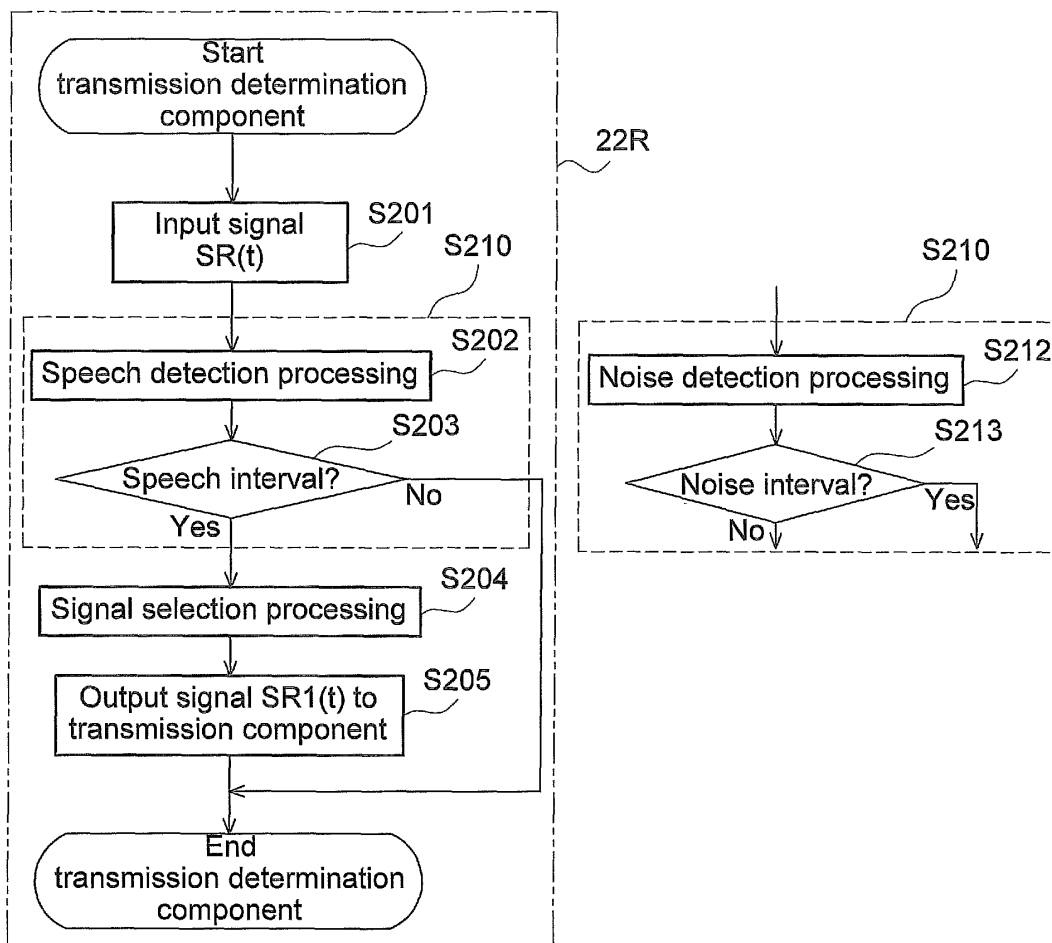 Start
transmission determination
component
22R
Input signal
SR(t)
S201
S210
Speech detection processing
S202
Speech interval?
S203
No
Yes
Signal selection processing
S204
Output signal SR1(t) to
transmission component
S205
End
transmission determination
component
S210
Noise detection processing
S212
Noise interval?
S213
Yes
No